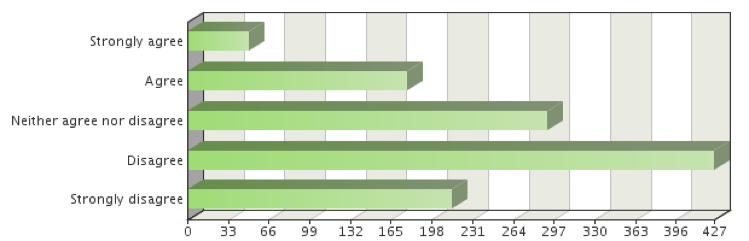 Strongly agree
Agree
Neither agree nor disagree
Disagree
Strongly disagree
0 33 66 99 132 165 198 231 264 297 330 363 396 427